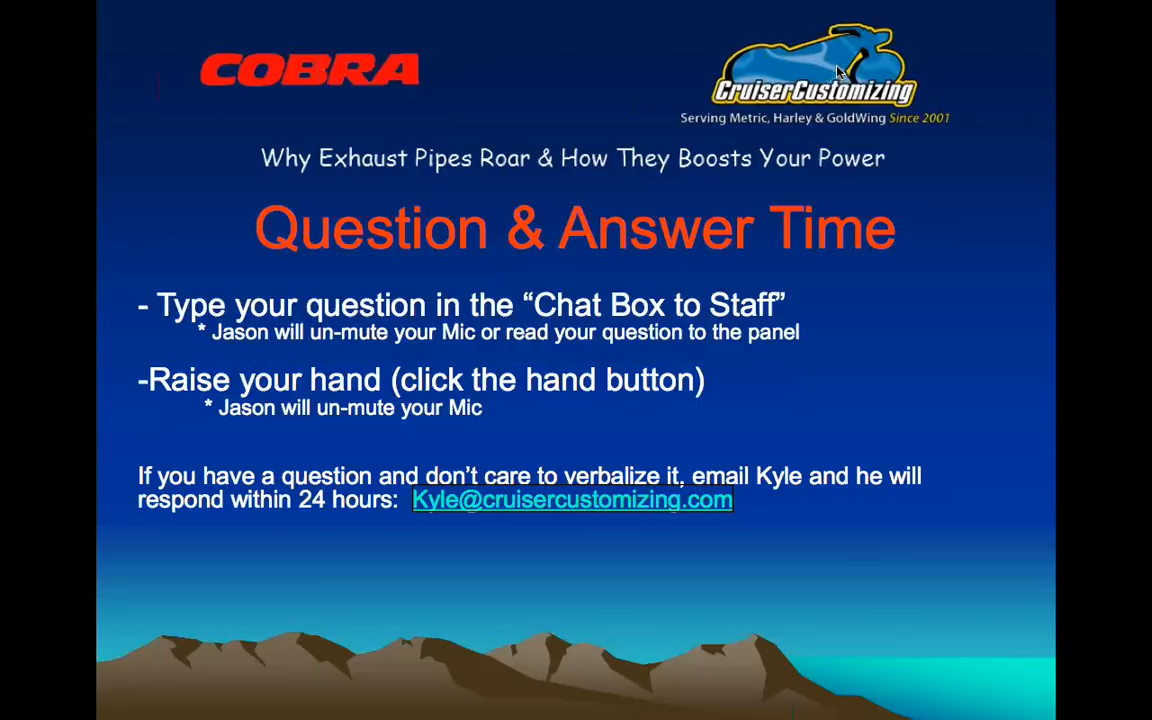 COBRA
CruiserCustomizing
Serving Metric, Harley & GoldWing Since 2001
Why Exhaust Pipes Roar & How They Boosts Your Power
Question & Answer Time
- Type your question in the “Chat Box to Staff”
* Jason will un-mute your Mic or read your question to the panel
-Raise your hand (click the hand button)
* Jason will un-mute your Mic
If you have a question and don’t care to verbalize it, email Kyle and he will
respond within 24 hours: Kyle@cruisercustomizing.com